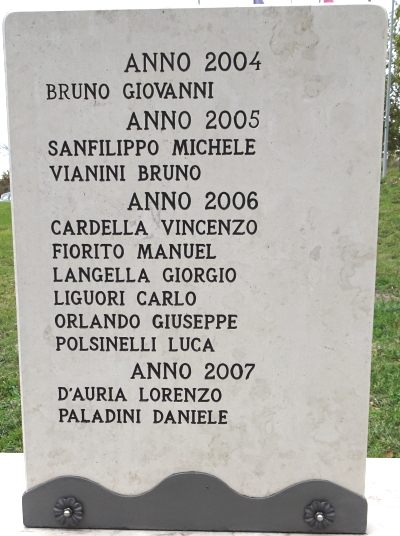 ANNO 2004
BRUNO GIOVANNI
ANNO 2005
SANFILIPPO MICHELE
VIANINI BRUNO
ANNO 2006
CARDELLA VINCENZO
FIORITO MANUEL
LANGELLA GIORGIO
LIGUORI CARLO
ORLANDO GIUSEPPE
POLSINELLI LUCA
ANNO 2007
D'AURIA LORENZO
PALADINI DANIELE